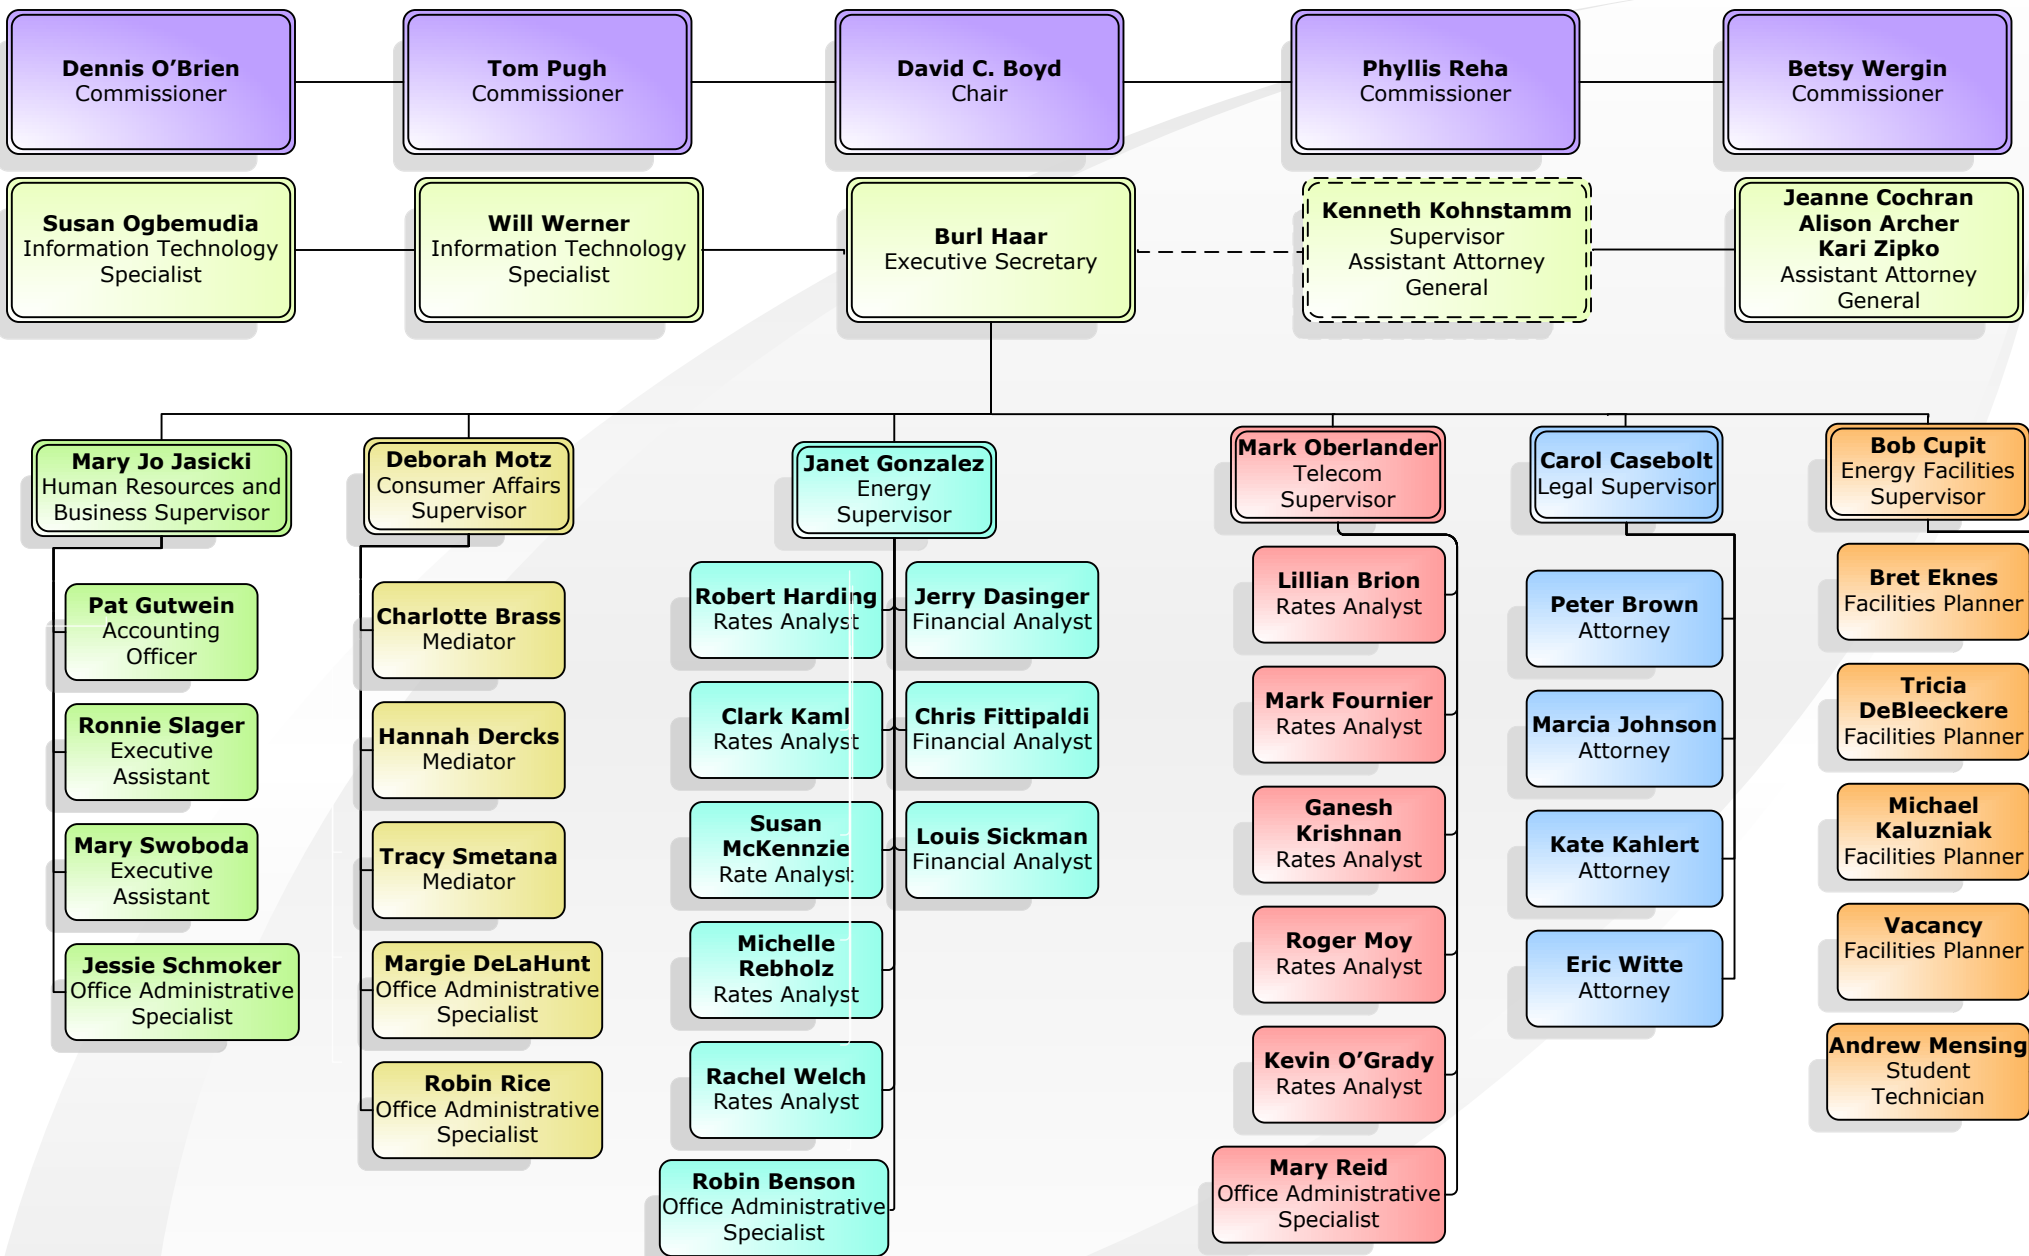 Dennis O’Brien
Commissioner
Tom Pugh
Commissioner
David C. Boyd
Chair
Phyllis Reha
Commissioner
Betsy Wergin
Commissioner
Susan Ogbemudia
Information Technology
Specialist
Will Werner
Information Technology
Specialist
Burl Haar
Executive Secretary
Kenneth Kohnstamm
Supervisor
Assistant Attorney
General
Jeanne Cochran
Alison Archer
Kari Zipko
Assistant Attorney
General
Mary Jo Jasicki
Human Resources and
Business Supervisor
Pat Gutwein
Accounting
Officer
Ronnie Slager
Executive
Assistant
Mary Swoboda
Executive
Assistant
Jessie Schmoker
Office Administrative
Specialist
Deborah Motz
Consumer Affairs
Supervisor
Charlotte Brass
Mediator
Hannah Dercks
Mediator
Tracy Smetana
Mediator
Margie DeLaHunt
Office Administrative
Specialist
Robin Rice
Office Administrative
Specialist
Janet Gonzalez
Energy
Supervisor
Robert Harding
Rates Analyst
Jerry Dasinger
Financial Analyst
Clark Kaml
Rates Analyst
Chris Fittipaldi
Financial Analyst
Susan
McKennzie
Rate Analyst
Louis Sickman
Financial Analyst
Michelle
Rebholz
Rates Analyst
Rachel Welch
Rates Analyst
Robin Benson
Office Administrative
Specialist
Mark Oberlander
Telecom
Supervisor
Lillian Brion
Rates Analyst
Mark Fournier
Rates Analyst
Ganesh
Krishnan
Rates Analyst
Roger Moy
Rates Analyst
Kevin O’Grady
Rates Analyst
Mary Reid
Office Administrative
Specialist
Carol Casebolt
Legal Supervisor
Peter Brown
Attorney
Marcia Johnson
Attorney
Kate Kahlert
Attorney
Eric Witte
Attorney
Bob Cupit
Energy Facilities
Supervisor
Bret Eknes
Facilities Planner
Tricia
DeBleeckere
Facilities Planner
Michael
Kaluzniak
Facilities Planner
Vacancy
Facilities Planner
Andrew Mensing
Student
Technician